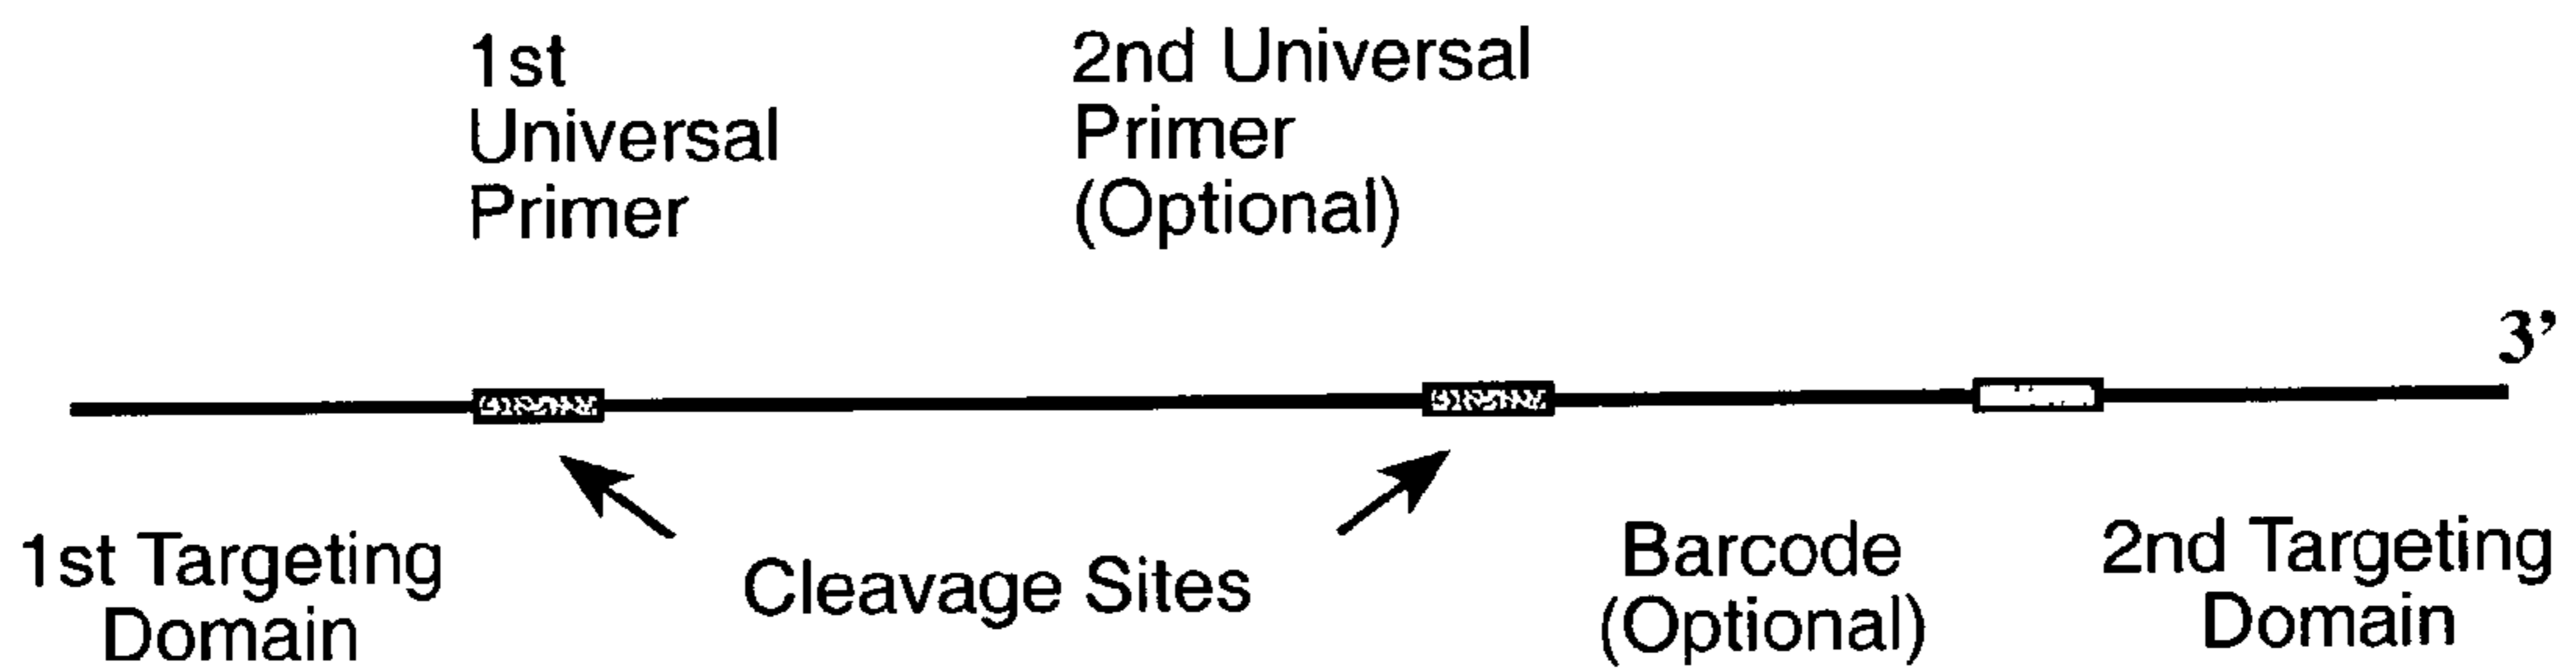 1st
Universal
Primer
2nd Universal
Primer
(Optional)
3’
1st Targeting
Domain
Cleavage Sites
Barcode
(Optional)
2nd Targeting
Domain